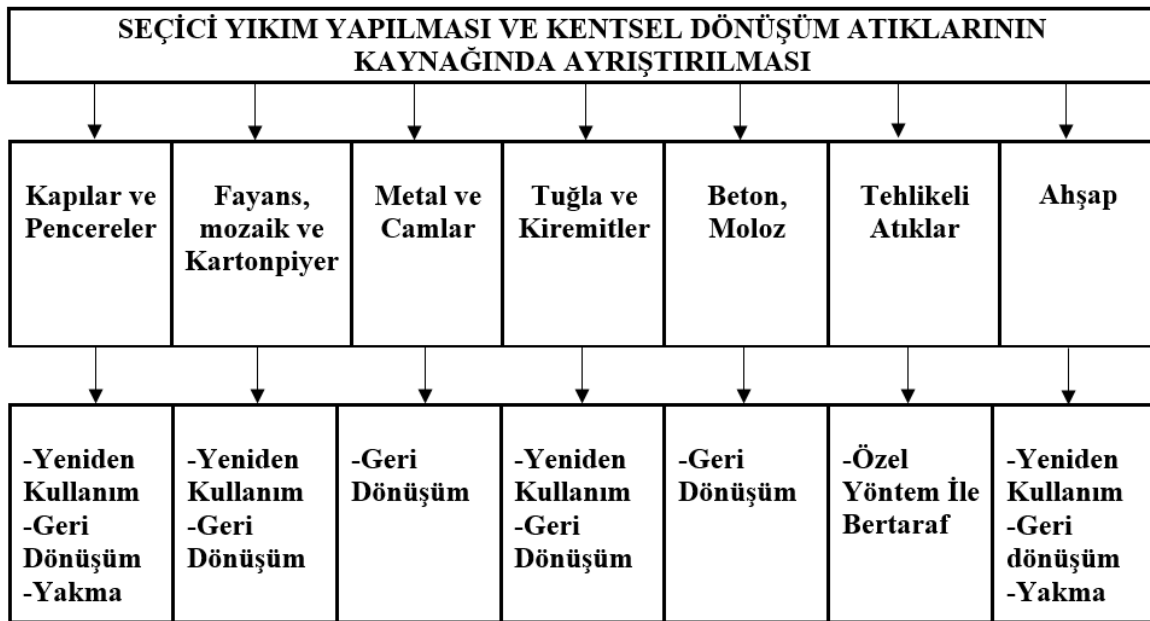 SEÇİCİ YIKIM YAPILMASI VE KENTSEL DÖNÜŞÜM ATIKLARININ
KAYNAĞINDA AYRIŞTIRILMASI
Kapılar ve
Pencereler
Fayans,
mozaik ve
Kartonpiyer
Metal ve
Camlar
Tuğla ve
Kiremitler
Beton,
Moloz
Tehlikeli
Atıklar
Ahşap
-Yeniden
Kullanım
-Geri
Dönüşüm
-Yakma
-Yeniden
Kullanım
-Geri
Dönüşüm
-Geri
Dönüşüm
-Yeniden
Kullanım
-Geri
Dönüşüm
-Geri
Dönüşüm
-Özel
Yöntem İle
Bertaraf
-Yeniden
Kullanım
-Geri
dönüşüm
-Yakma